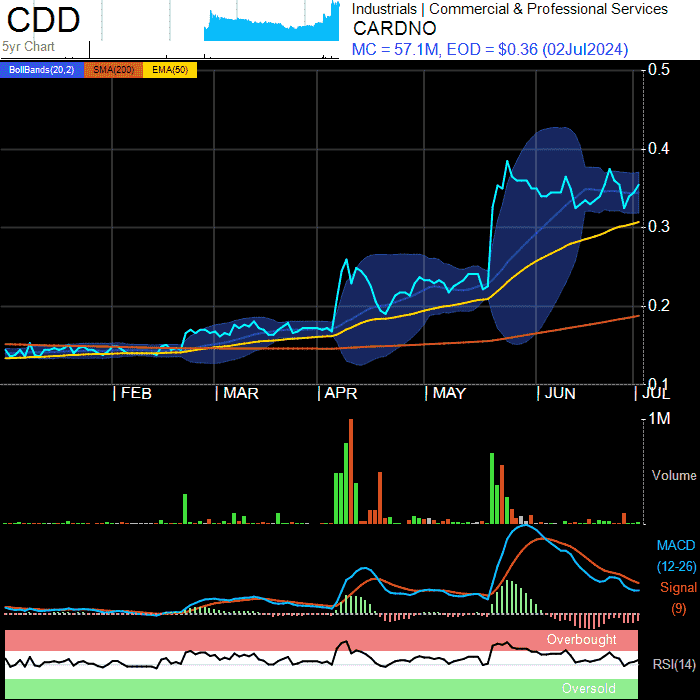 CDD
5yr Chart
Industrials | Commercial & Professional Services
CARDNO
MC = 57.1M, EOD = $0.36 (02Jul2024)
BollBands(20,2) SMA(200) EMA(50)
0.5
0.4
0.3
0.2
0.1
FEB MAR APR MAY JUN JUL
1M
Volume
MACD
(12-26)
Signal
(9)
Overbought
RSI(14)
Oversold